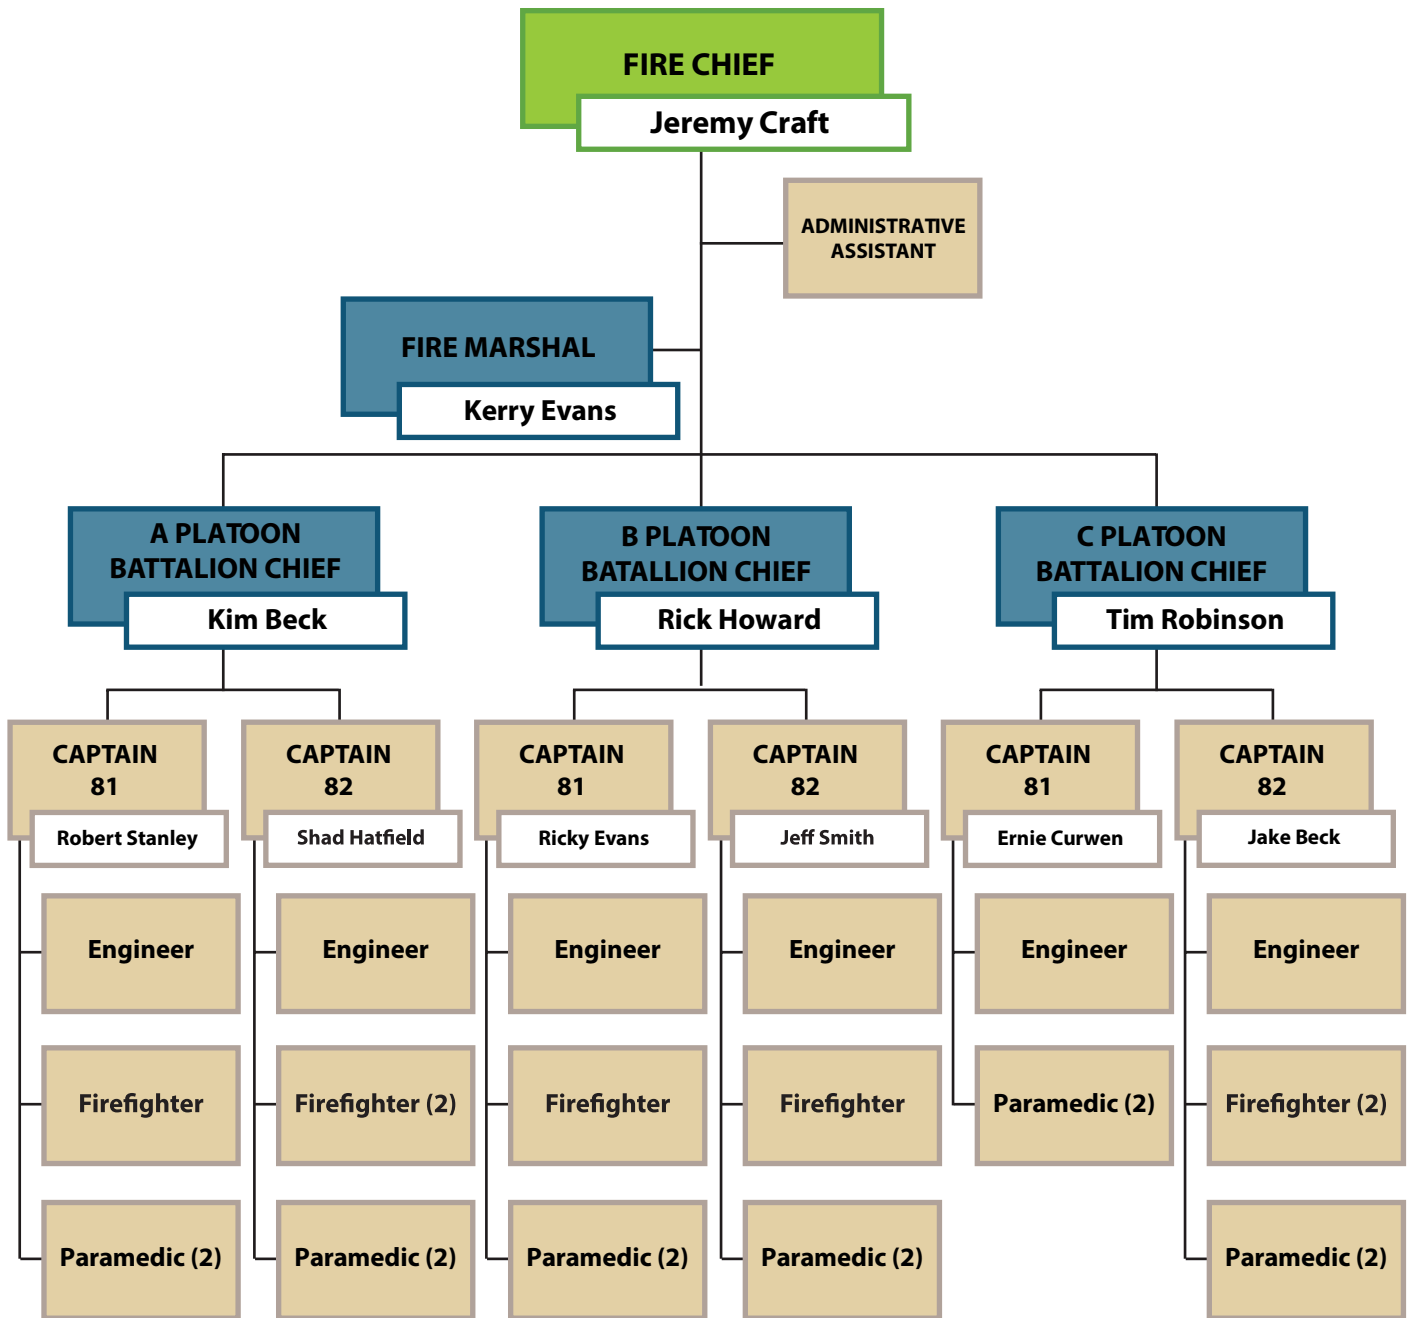 FIRE CHIEF
Jeremy Craft
ADMINISTRATIVE
ASSISTANT
FIRE MARSHAL
Kerry Evans
A PLATOON
BATTALION CHIEF
Kim Beck
B PLATOON
BATALLION CHIEF
Rick Howard
C PLATOON
BATTALION CHIEF
Tim Robinson
CAPTAIN
81
Robert Stanley
Engineer
Firefighter
Paramedic (2)
CAPTAIN
82
Shad Hatfield
Engineer
Firefighter (2)
Paramedic (2)
CAPTAIN
81
Ricky Evans
Engineer
Firefighter
Paramedic (2)
CAPTAIN
82
Jeff Smith
Engineer
Firefighter
Paramedic (2)
CAPTAIN
81
Ernie Curwen
Engineer
Paramedic (2)
CAPTAIN
82
Jake Beck
Engineer
Firefighter (2)
Paramedic (2)